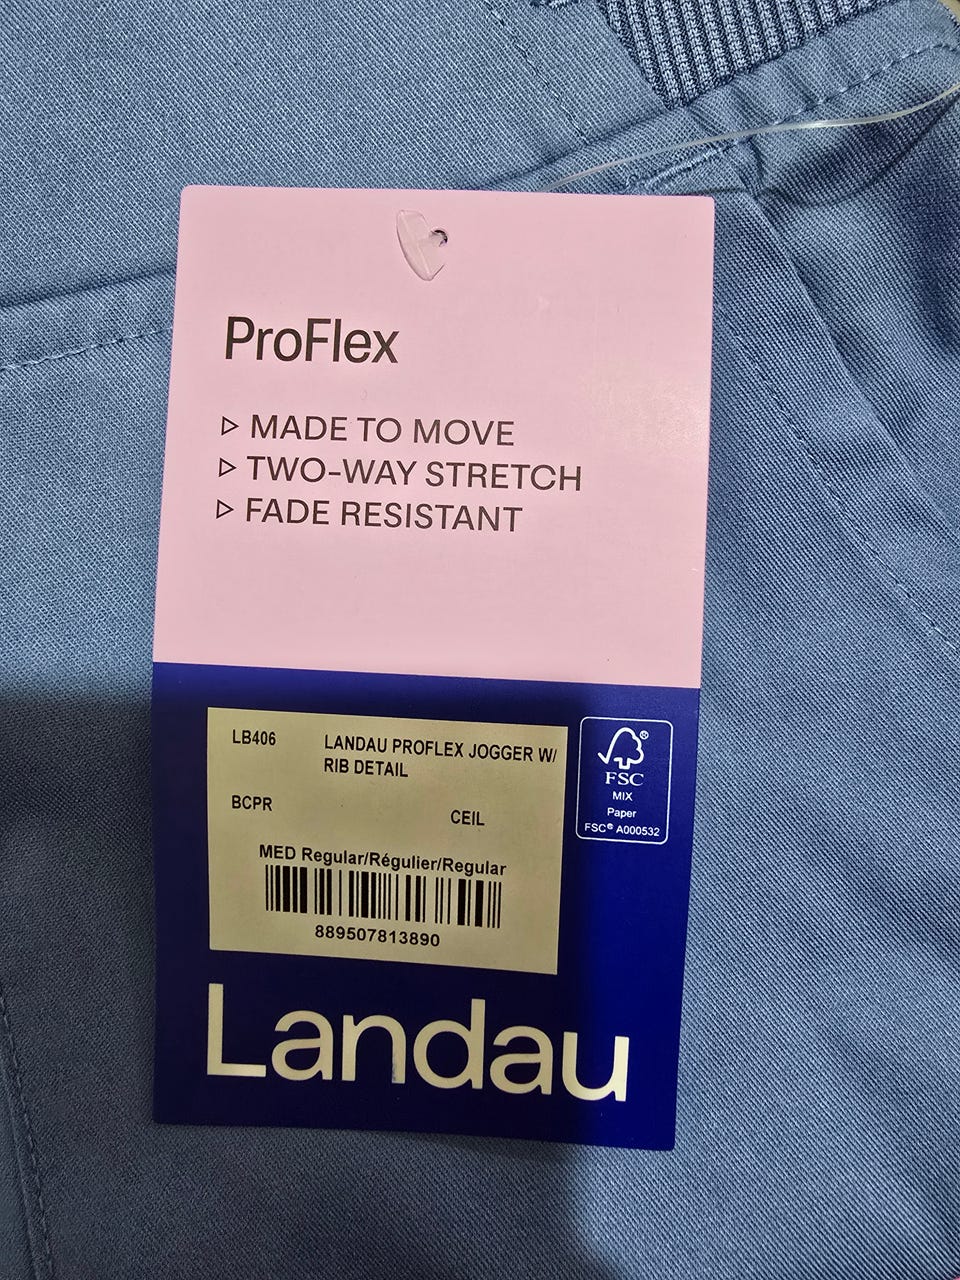 ProFlex
MADE TO MOVE
TWO-WAY STRETCH
FADE RESISTANT
LB406
LANDAU PROFLEX JOGGER W/
RIB DETAIL
BCPR
CEIL
MED Regular/Régulier/Regular
889507813890
FSC
MIX
Paper
FSC® A000532
Landau